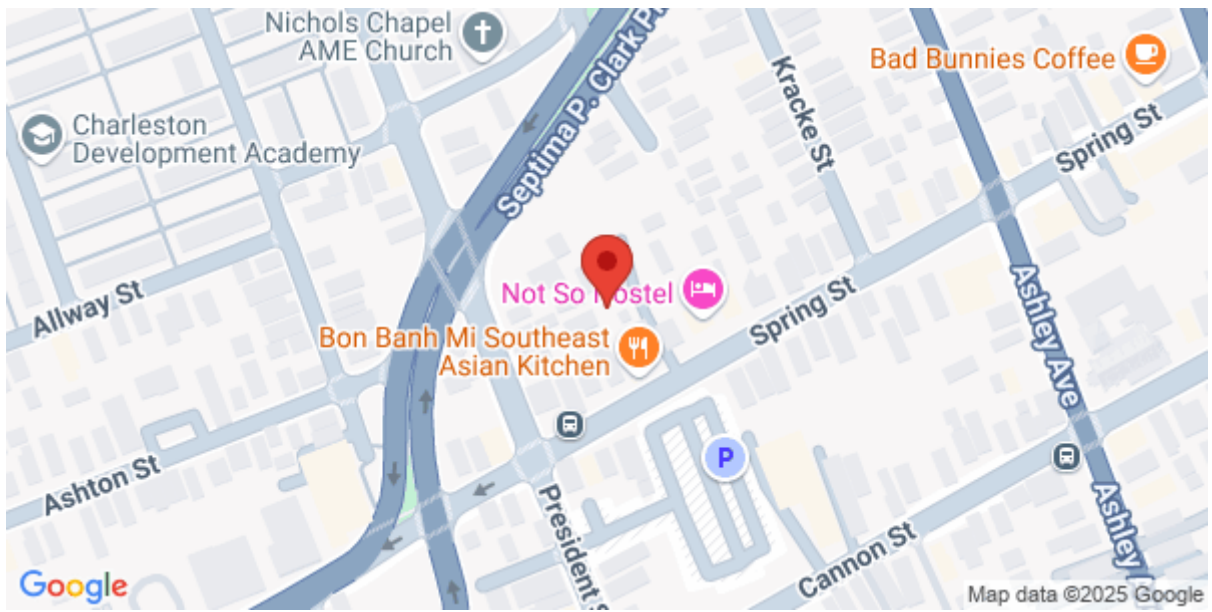 Nichols Chapel
AME Church
Septima P. Clark P
Kracke St
Bad Bunnies Coffee
Charleston
Development Academy
Spring St
Allway St
Not So Hostel
Spring St
Bon Banh Mi Southeast
Asian Kitchen
Ashley Ave
P
Ashton St
President S
Cannon St
Ashley
Google
Map data ©2025 Google